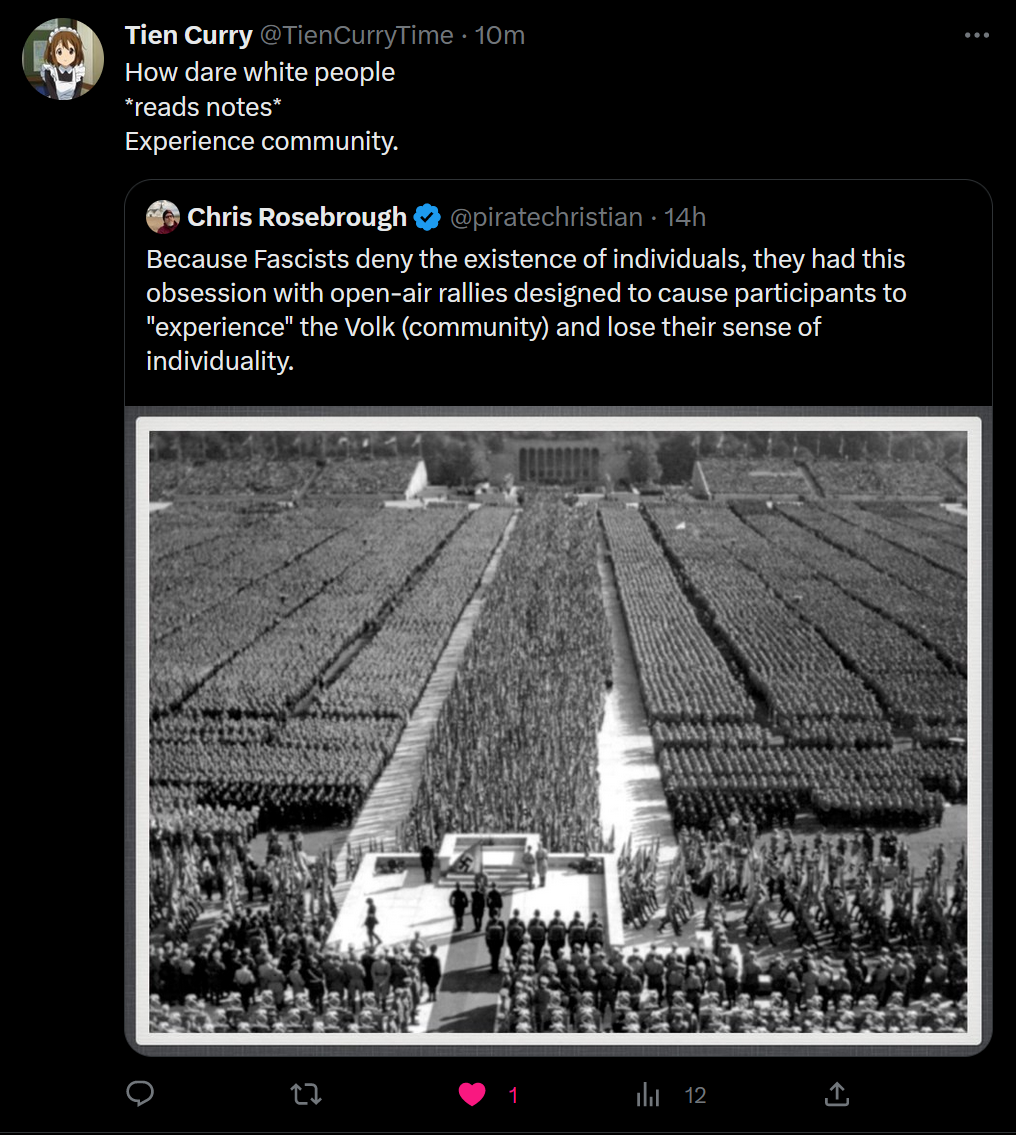 Tien Curry @TienCurryTime · 10m
How dare white people
*reads notes*
Experience community.
Chris Rosebrough @piratechristian · 14h
Because Fascists deny the existence of individuals, they had this
obsession with open-air rallies designed to cause participants to
"experience" the Volk (community) and lose their sense of
individuality.
1
12